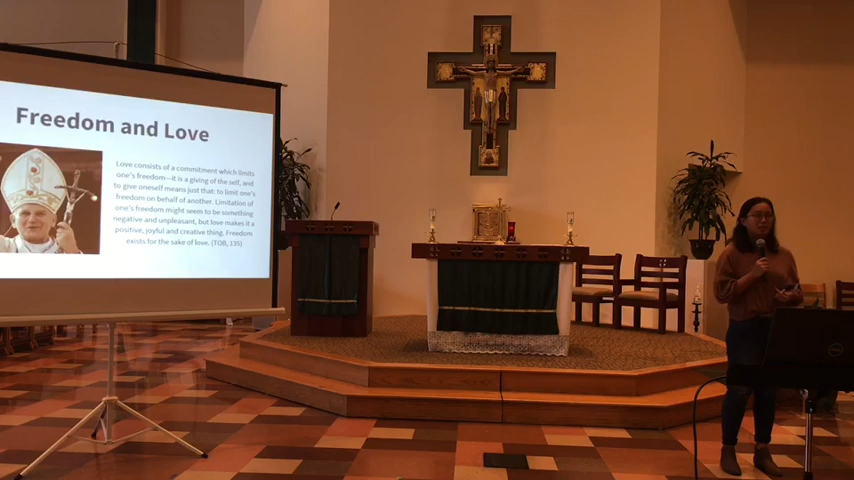 Freedom and Love
Love consists of a commitment which limits
one's freedom—it is a giving of the self, and
to give oneself means just that: to limit one's
freedom on behalf of another. Limitation of
one's freedom might seem to be something
negative and unpleasant, but love makes it a
positive, joyful and creative thing. Freedom
exists for the sake of love. (TOB, 135)
DELL